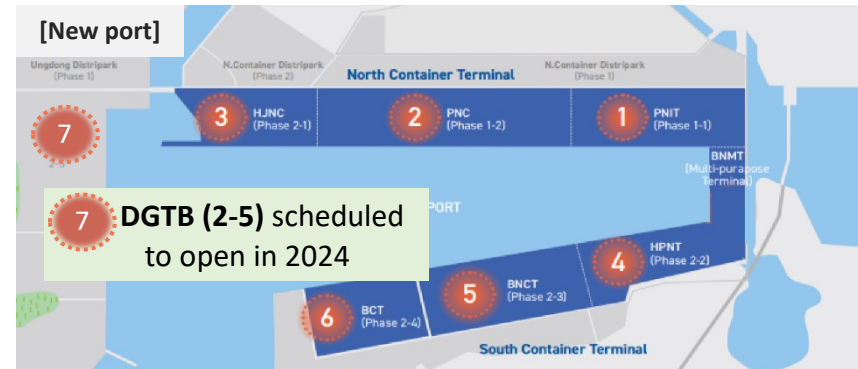 [New port]
Ungdong Distripark
(Phase 1)
N.Container Distripark
(Phase 2)
North Container Terminal
N.Container Distripark
(Phase 1)
3
HJNC
(Phase 2-1)
2
PNC
(Phase 1-2)
1
PNIT
(Phase 1-1)
7
2-5
BNMT
(Multi-purapose
Terminal)
7 DGTB (2-5) scheduled
to open in 2024
PORT
4
HPNT
(Phase 2-2)
5
BNCT
(Phase 2-3)
6
BCT
(Phase 2-4)
South Container Terminal